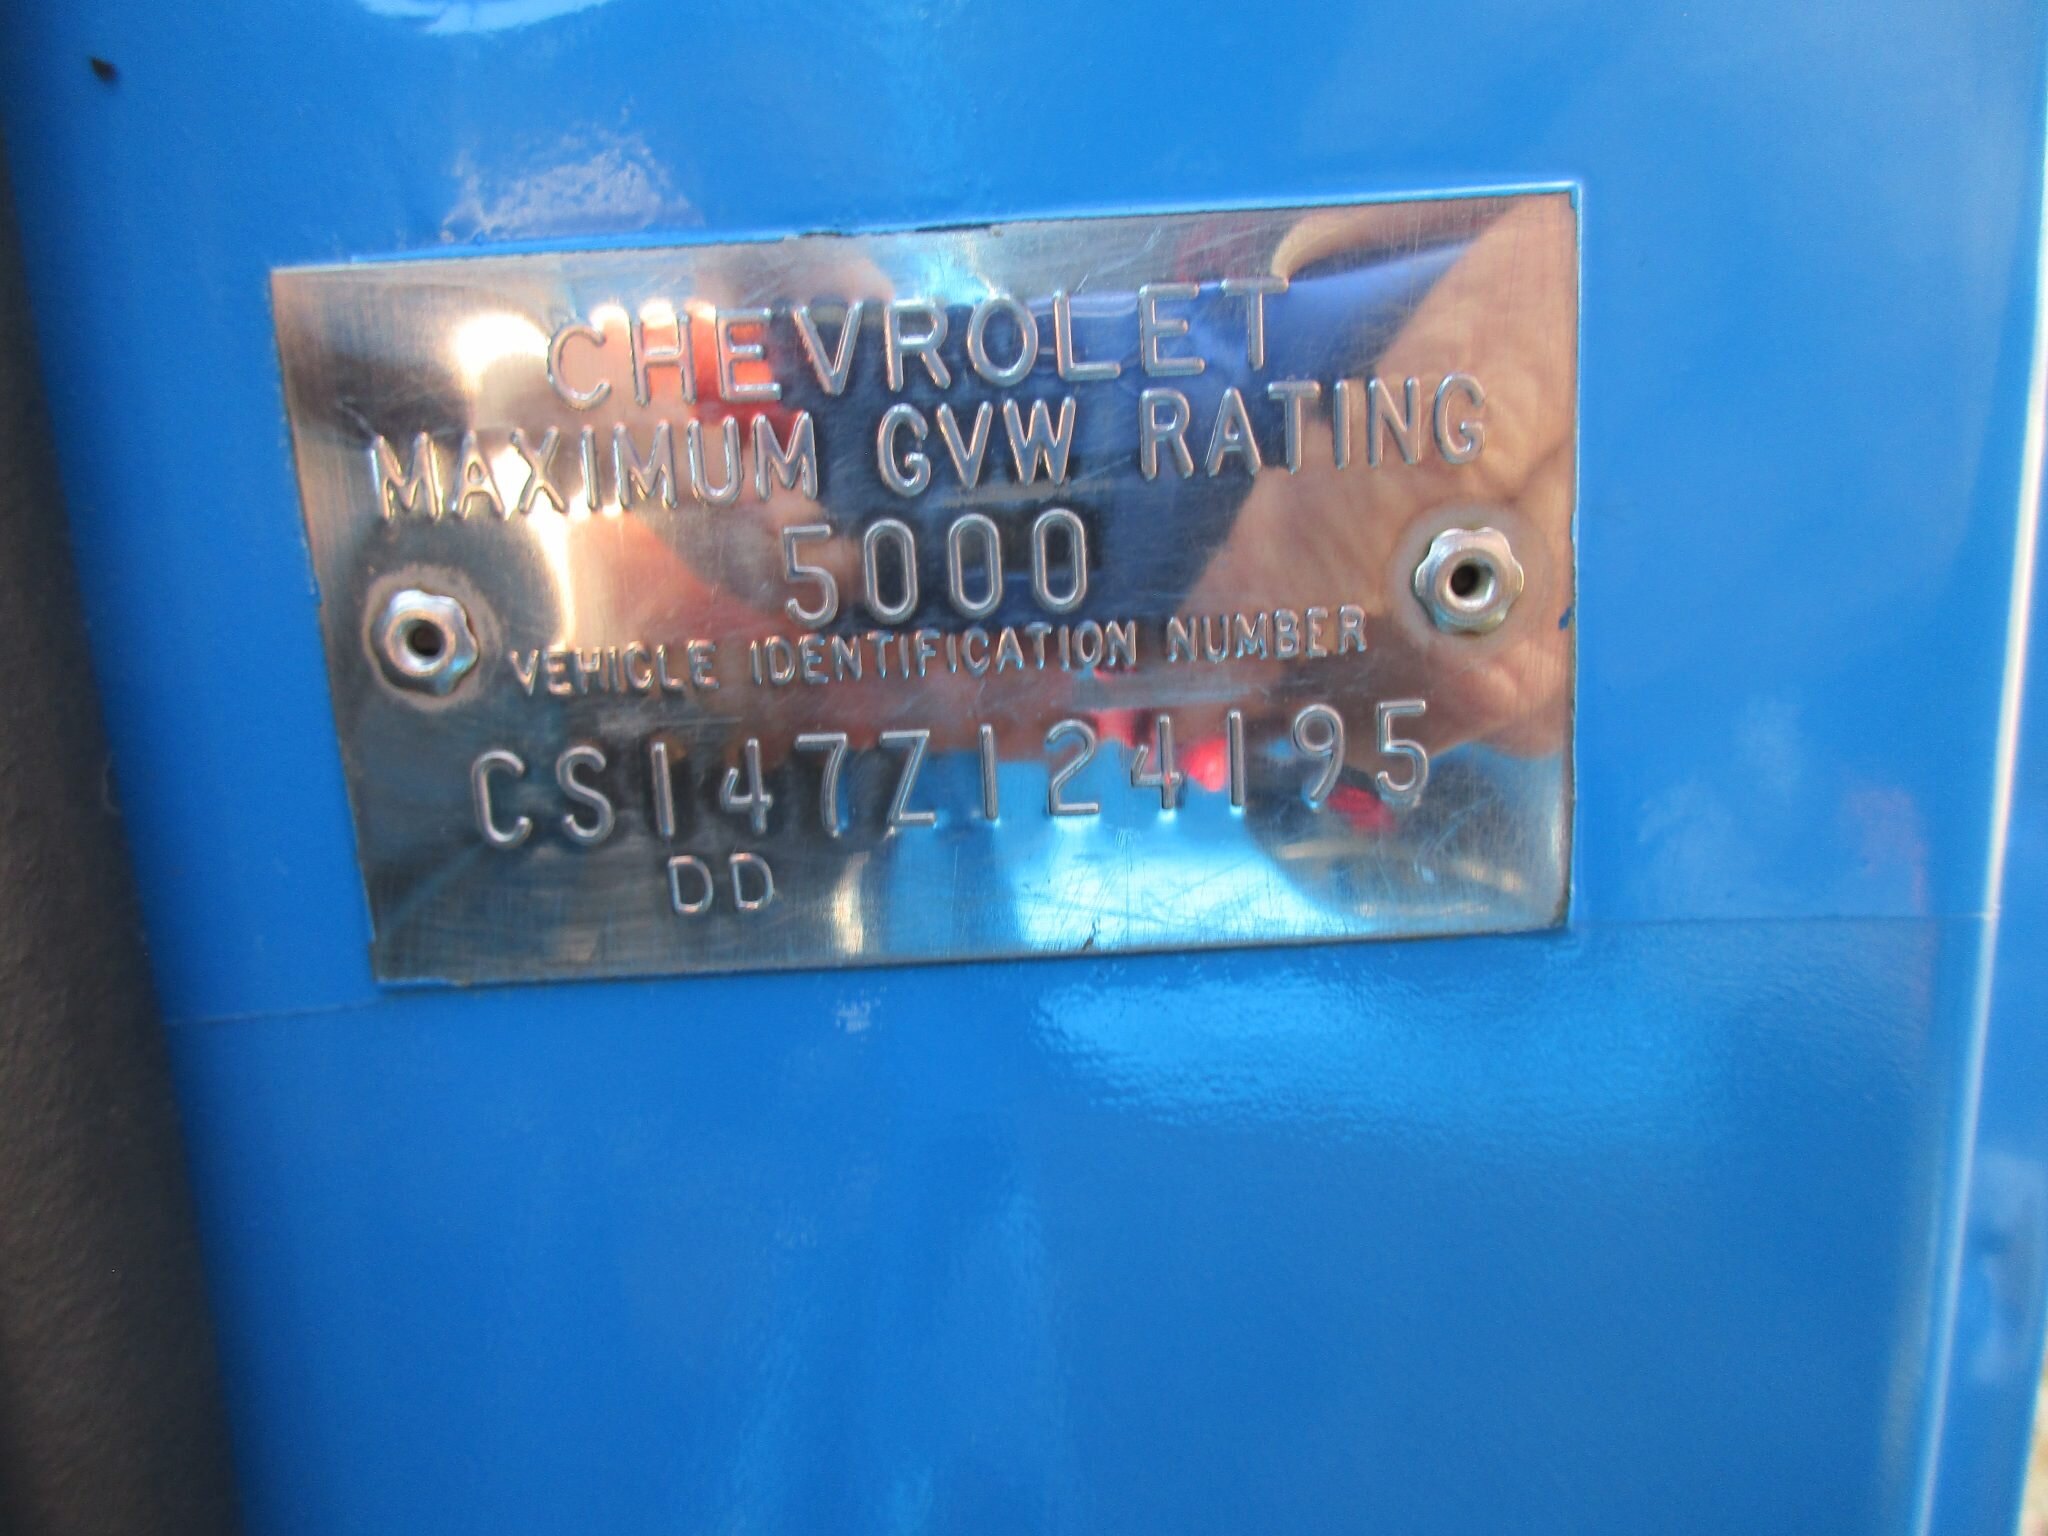 CHEVROLET
MAXIMUM GVW RATING
5000
VEHICLE IDENTIFICATION NUMBER
CS147Z124195
DD